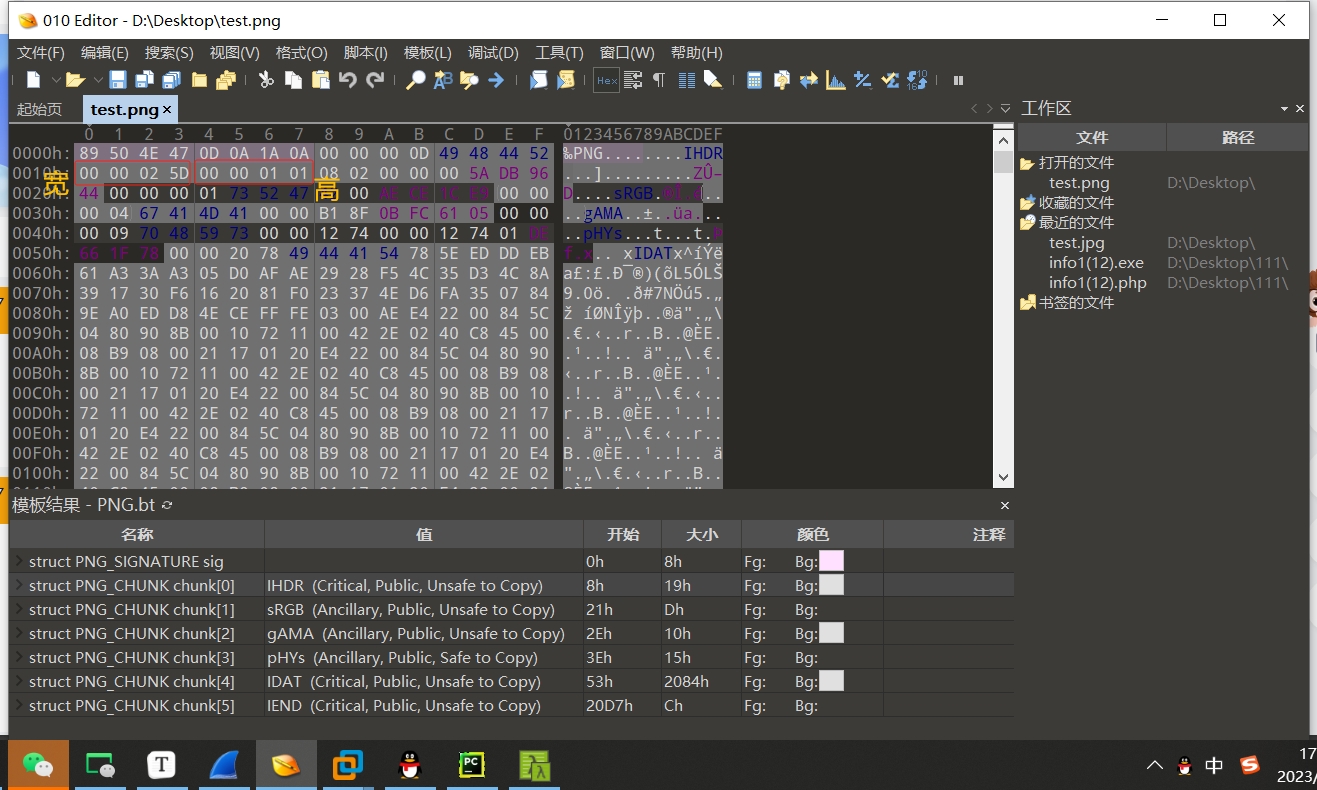 010 Editor - D:\Desktop\test.png
文件(F) 编辑(E) 搜索(S) 视图(V) 格式(O) 脚本(I) 模板(L) 调试(D) 工具(T) 窗口(W) 帮助(H)
起始页 test.png
0 1 2 3 4 5 6 7 8 9 A B C D E F 0123456789ABCDEF
0000h: 89 50 4E 47 0D 0A 1A 0A 00 00 00 0D 49 48 44 52 ‰PNG........IHDR
0010h: 00 00 02 5D 00 00 01 01 08 02 00 00 00 5A DB 96 ...].........ZÛ–
宽 高
0020h: 44 00 00 00 01 73 52 47 00 00 00 D....sRGB
0030h: 00 04 67 41 4D 41 00 00 B1 8F 0B FC 61 05 00 00 ..gAMA..±..üa...
0040h: 00 09 70 48 59 73 00 00 12 74 00 00 12 74 01 ..pHYs...t...t.
0050h: 66 1F 78 00 00 20 78 49 44 41 54 78 5E ED DD EB f.x.. xIDATx^íÝë
0060h: 61 A3 3A A3 05 D0 AF AE 29 28 F5 4C 35 D3 4C 8A a£:£.Ð¯®)(õL5ÓLŠ
0070h: 39 17 30 F6 16 20 81 F0 23 37 4E D6 FA 35 07 84 9.0ö. .ð#7NÖú5.„
0080h: 9E A0 ED D8 4E CE FF FE 03 00 AE E4 22 00 84 5C ž íØNÎÿþ..®ä".„\
0090h: 04 80 90 8B 00 10 72 11 00 42 2E 02 40 C8 45 00 .€.‹..r..B..@ÈE.
00A0h: 08 B9 08 00 21 17 01 20 E4 22 00 84 5C 04 80 90 .¹..!.. ä".„\.€.
00B0h: 8B 00 10 72 11 00 42 2E 02 40 C8 45 00 08 B9 08 ‹..r..B..@ÈE..¹.
00C0h: 00 21 17 01 20 E4 22 00 84 5C 04 80 90 8B 00 10 .!.. ä".„\.€.‹..
00D0h: 72 11 00 42 2E 02 40 C8 45 00 08 B9 08 00 21 17 r..B..@ÈE..¹..!.
00E0h: 01 20 E4 22 00 84 5C 04 80 90 8B 00 10 72 11 00 . ä".„\.€.‹..r..
00F0h: 42 2E 02 40 C8 45 00 08 B9 08 00 21 17 01 20 E4 B..@ÈE..¹..!.. ä
0100h: 22 00 84 5C 04 80 90 8B 00 10 72 11 00 42 2E 02 ".„\.€.‹..r..B..
工作区
文件 路径
打开的文件
test.png D:\Desktop\
收藏的文件
最近的文件
test.jpg D:\Desktop\
info1(12).exe D:\Desktop\111\
info1(12).php D:\Desktop\111\
书签的文件
模板结果 - PNG.bt
名称 值 开始 大小 颜色 注释
struct PNG_SIGNATURE sig 0h 8h Fg: Bg:
struct PNG_CHUNK chunk[0] IHDR (Critical, Public, Unsafe to Copy) 8h 19h Fg: Bg:
struct PNG_CHUNK chunk[1] sRGB (Ancillary, Public, Unsafe to Copy) 21h Dh Fg: Bg:
struct PNG_CHUNK chunk[2] gAMA (Ancillary, Public, Unsafe to Copy) 2Eh 10h Fg: Bg:
struct PNG_CHUNK chunk[3] pHYs (Ancillary, Public, Safe to Copy) 3Eh 15h Fg: Bg:
struct PNG_CHUNK chunk[4] IDAT (Critical, Public, Unsafe to Copy) 53h 2084h Fg: Bg:
struct PNG_CHUNK chunk[5] IEND (Critical, Public, Unsafe to Copy) 20D7h Ch Fg: Bg:
中
17
2023/